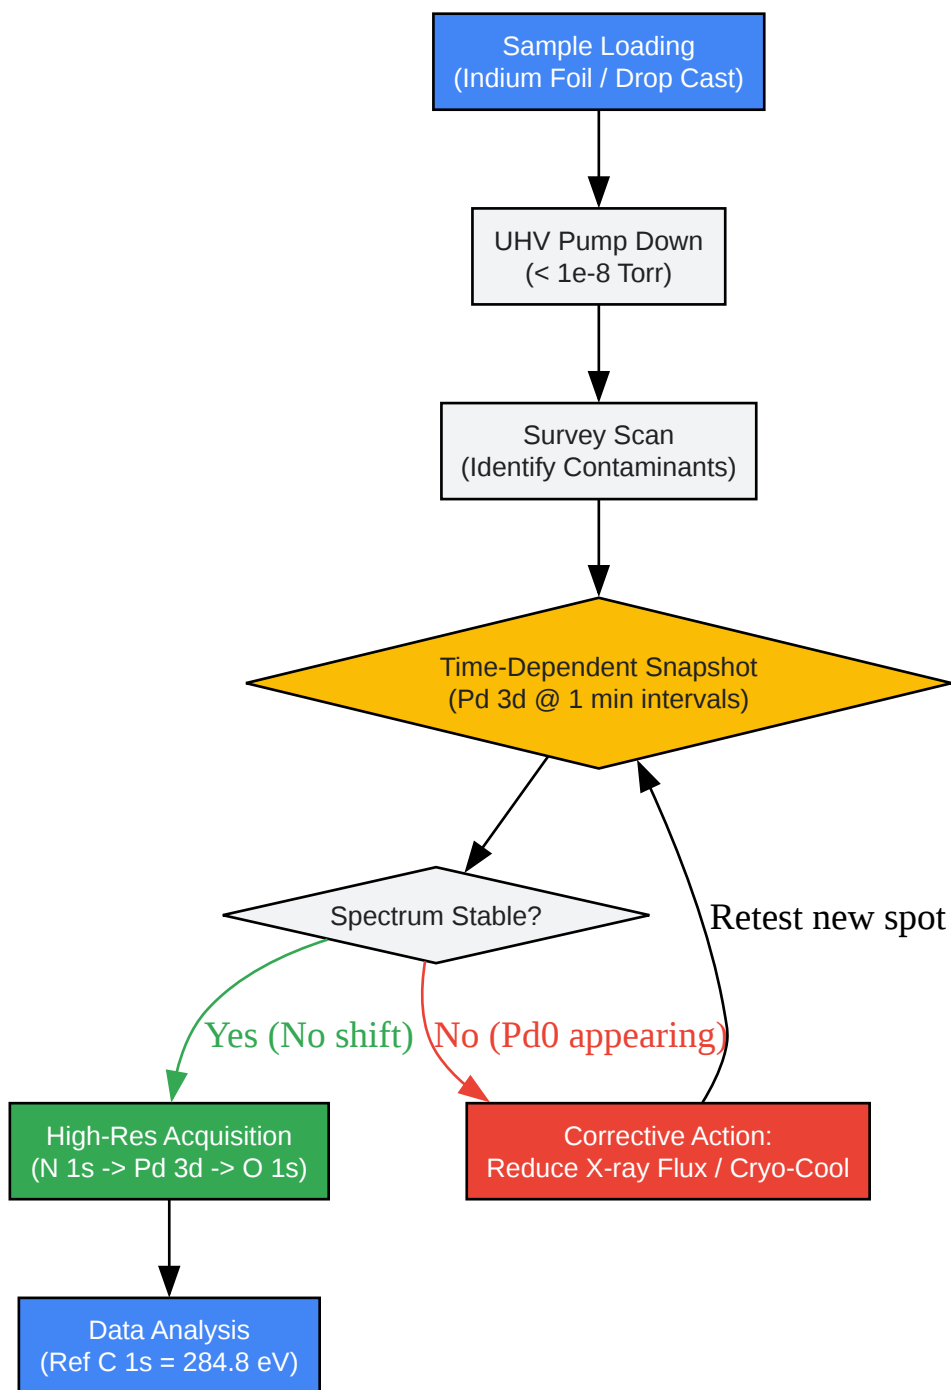 Sample Loading
(Indium Foil / Drop Cast)
UHV Pump Down
(< 1e-8 Torr)
Survey Scan
(Identify Contaminants)
Time-Dependent Snapshot
(Pd 3d @ 1 min intervals)
Spectrum Stable?
Retest new spot
Yes (No shift)
No (Pd0 appearing)
High-Res Acquisition
(N 1s -> Pd 3d -> O 1s)
Corrective Action:
Reduce X-ray Flux / Cryo-Cool
Data Analysis
(Ref C 1s = 284.8 eV)